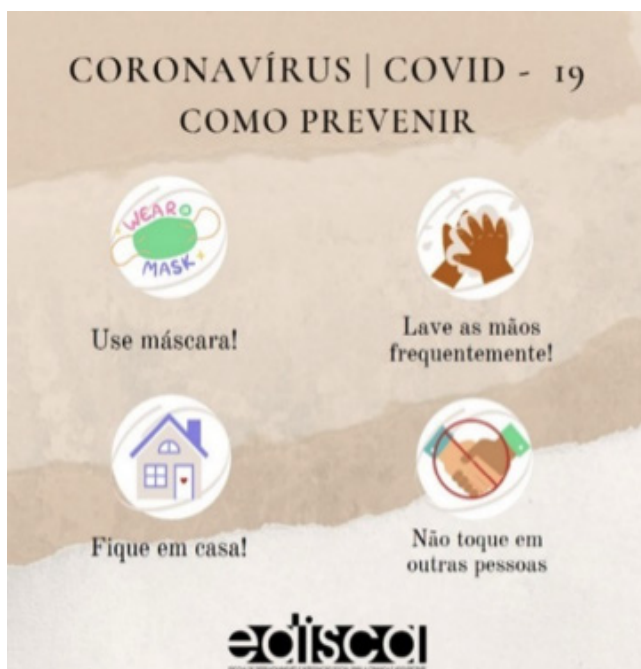 CORONAVÍRUS | COVID - 19
COMO PREVENIR
WEAR
MASK
Use máscara!
Lave as mãos
frequentemente!
Fique em casa!
Não toque em
outras pessoas
edisca